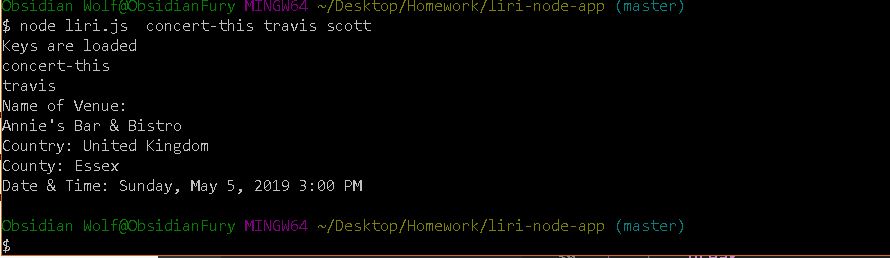 Obsidian Wolf@ObsidianFury MINGW64 ~/Desktop/Homework/liri-node-app (master)
$ node liri.js  concert-this travis scott
Keys are loaded
concert-this
travis
Name of Venue:
Annie's Bar & Bistro
Country: United Kingdom
County: Essex
Date & Time: Sunday, May 5, 2019 3:00 PM
Obsidian Wolf@ObsidianFury MINGW64 ~/Desktop/Homework/liri-node-app (master)
$